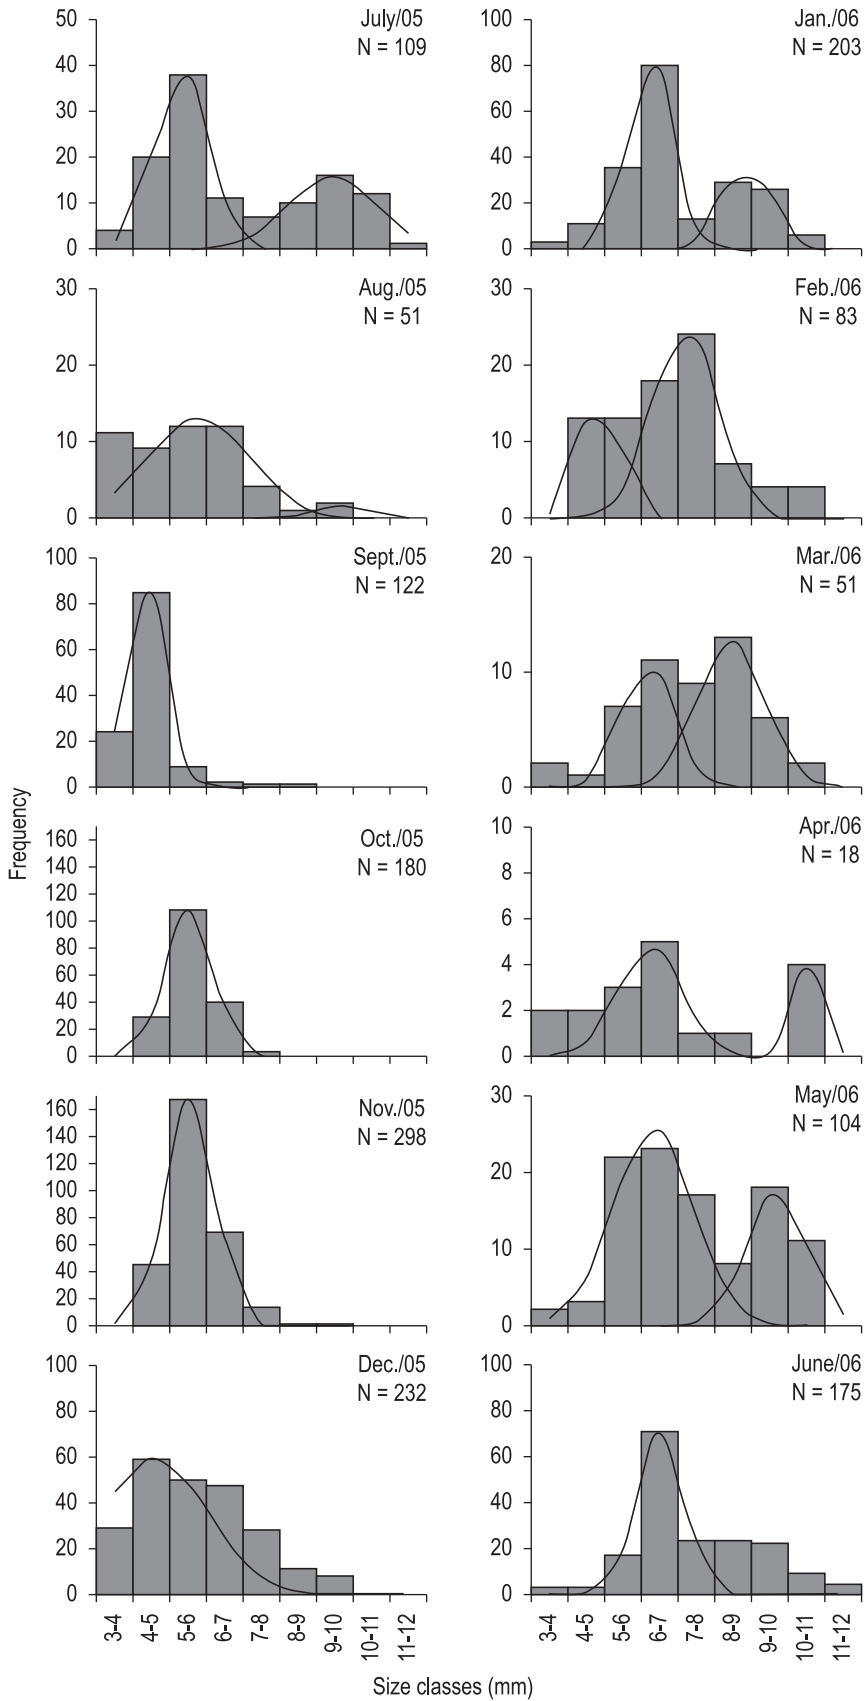 July/05
N = 109
50
40
30
20
10
0
Jan./06
N = 203
100
80
60
40
20
0
Aug./05
N = 51
30
20
10
0
Feb./06
N = 83
30
20
10
0
Sept./05
N = 122
100
80
60
40
20
0
Mar./06
N = 51
20
10
0
Frequency
Oct./05
N = 180
160
140
120
100
80
60
40
20
0
Apr./06
N = 18
10
8
6
4
2
0
Nov./05
N = 298
160
140
120
100
80
60
40
20
0
May/06
N = 104
30
20
10
0
Dec./05
N = 232
100
80
60
40
20
0
3-4 4-5 5-6 6-7 7-8 8-9 9-10 10-11 11-12
June/06
N = 175
100
80
60
40
20
0
3-4 4-5 5-6 6-7 7-8 8-9 9-10 10-11 11-12
Size classes (mm)